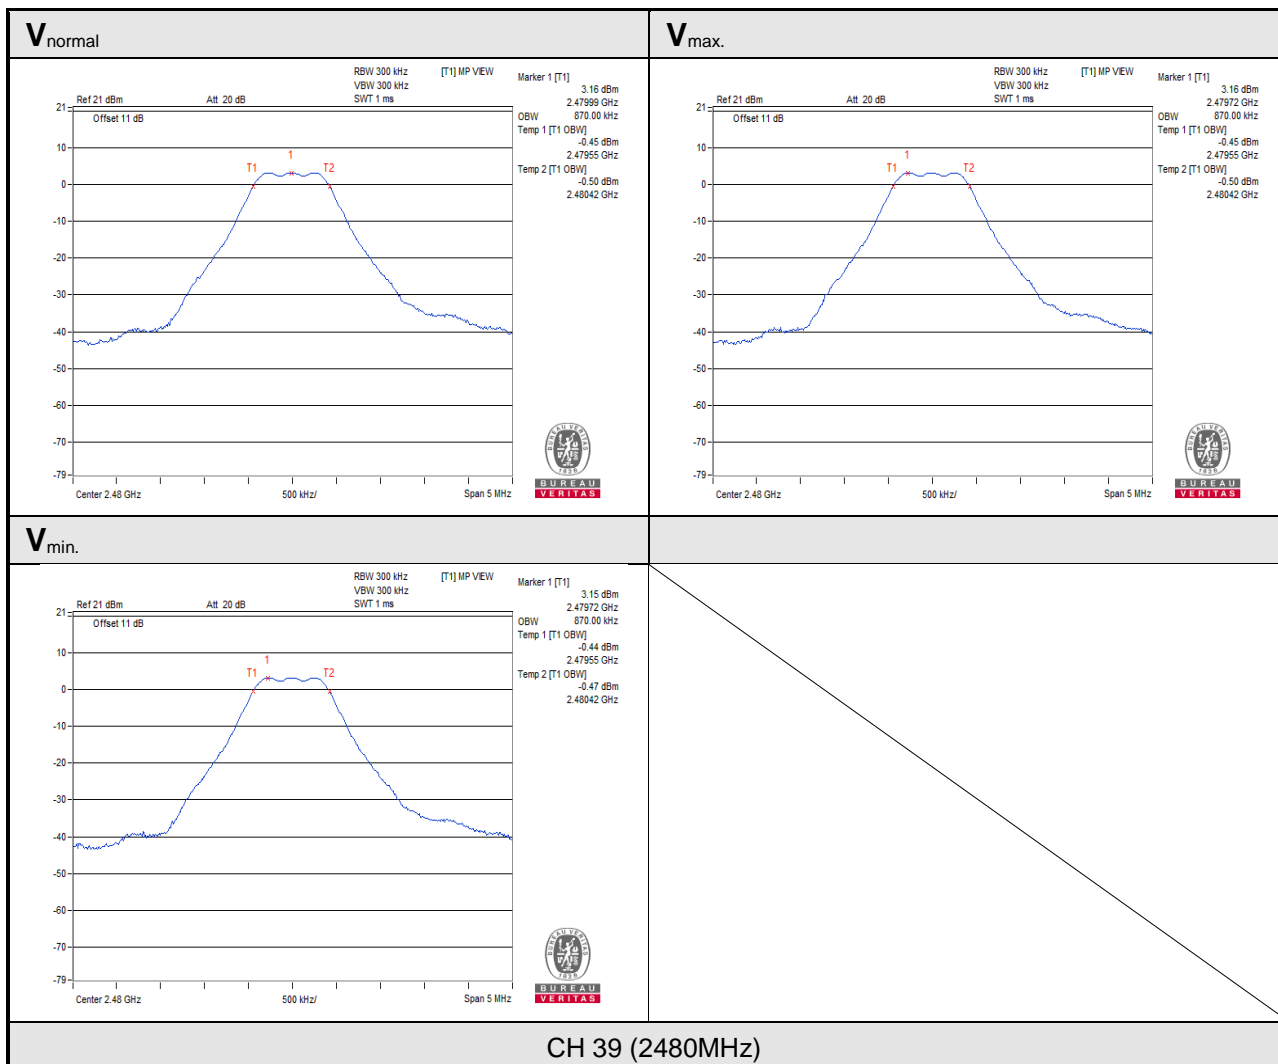 Vnormal
Vmax.
RBW 300 kHz [T1] MP VIEW
VBW 300 kHz
Ref 21 dBm Att 20 dB SWT 1 ms
Marker 1 [T1]
3.16 dBm
2.47999 GHz
OBW 870.00 kHz
Temp 1 [T1 OBW]
-0.45 dBm
2.47955 GHz
Temp 2 [T1 OBW]
-0.50 dBm
2.48042 GHz
21
Offset 11 dB
10
1
T1 T2
0
-10
-20
-30
-40
-50
-60
-70
-79
Center 2.48 GHz 500 kHz/ Span 5 MHz
BUREAU VERITAS
1828
BUREAU
VERITAS
RBW 300 kHz [T1] MP VIEW
VBW 300 kHz
Ref 21 dBm Att 20 dB SWT 1 ms
Marker 1 [T1]
3.16 dBm
2.47972 GHz
OBW 870.00 kHz
Temp 1 [T1 OBW]
-0.45 dBm
2.47955 GHz
Temp 2 [T1 OBW]
-0.50 dBm
2.48042 GHz
21
Offset 11 dB
10
1
T1 T2
0
-10
-20
-30
-40
-50
-60
-70
-79
Center 2.48 GHz 500 kHz/ Span 5 MHz
BUREAU VERITAS
1828
BUREAU
VERITAS
Vmin.
RBW 300 kHz [T1] MP VIEW
VBW 300 kHz
Ref 21 dBm Att 20 dB SWT 1 ms
Marker 1 [T1]
3.15 dBm
2.47972 GHz
OBW 870.00 kHz
Temp 1 [T1 OBW]
-0.44 dBm
2.47955 GHz
Temp 2 [T1 OBW]
-0.47 dBm
2.48042 GHz
21
Offset 11 dB
10
1
T1 T2
0
-10
-20
-30
-40
-50
-60
-70
-79
Center 2.48 GHz 500 kHz/ Span 5 MHz
BUREAU VERITAS
1828
BUREAU
VERITAS
CH 39 (2480MHz)